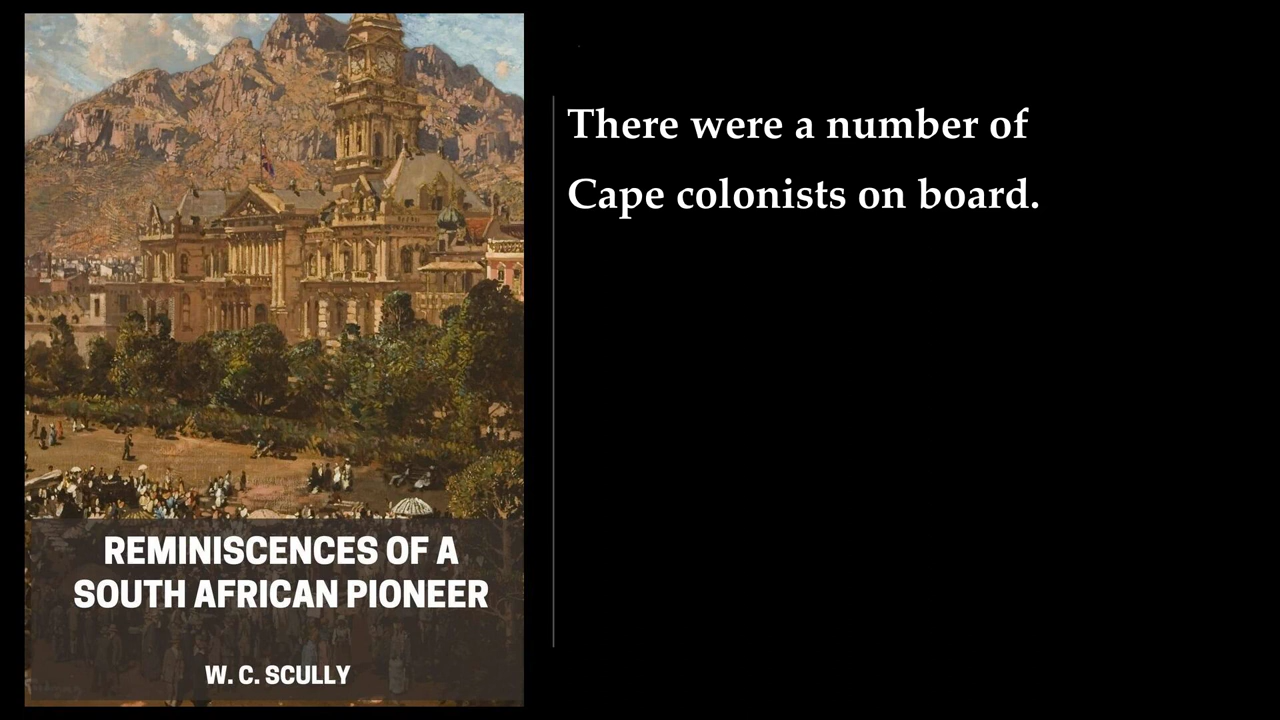 There were a number of
Cape colonists on board.
REMINISCENCES OF A
SOUTH AFRICAN PIONEER
W. C. SCULLY